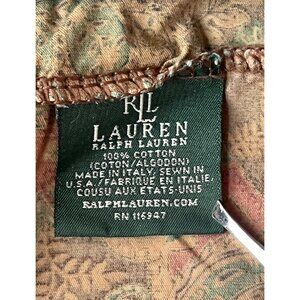 RLL
LAUREN
RALPH LAUREN
100% COTTON
(COTON/ALGODON)
MADE IN ITALY, SEWN IN
U.S.A./FABRIQUE EN ITALIE,
COUSU AUX ETATS-UNIS
RALPHLAUREN.COM
RN 116947